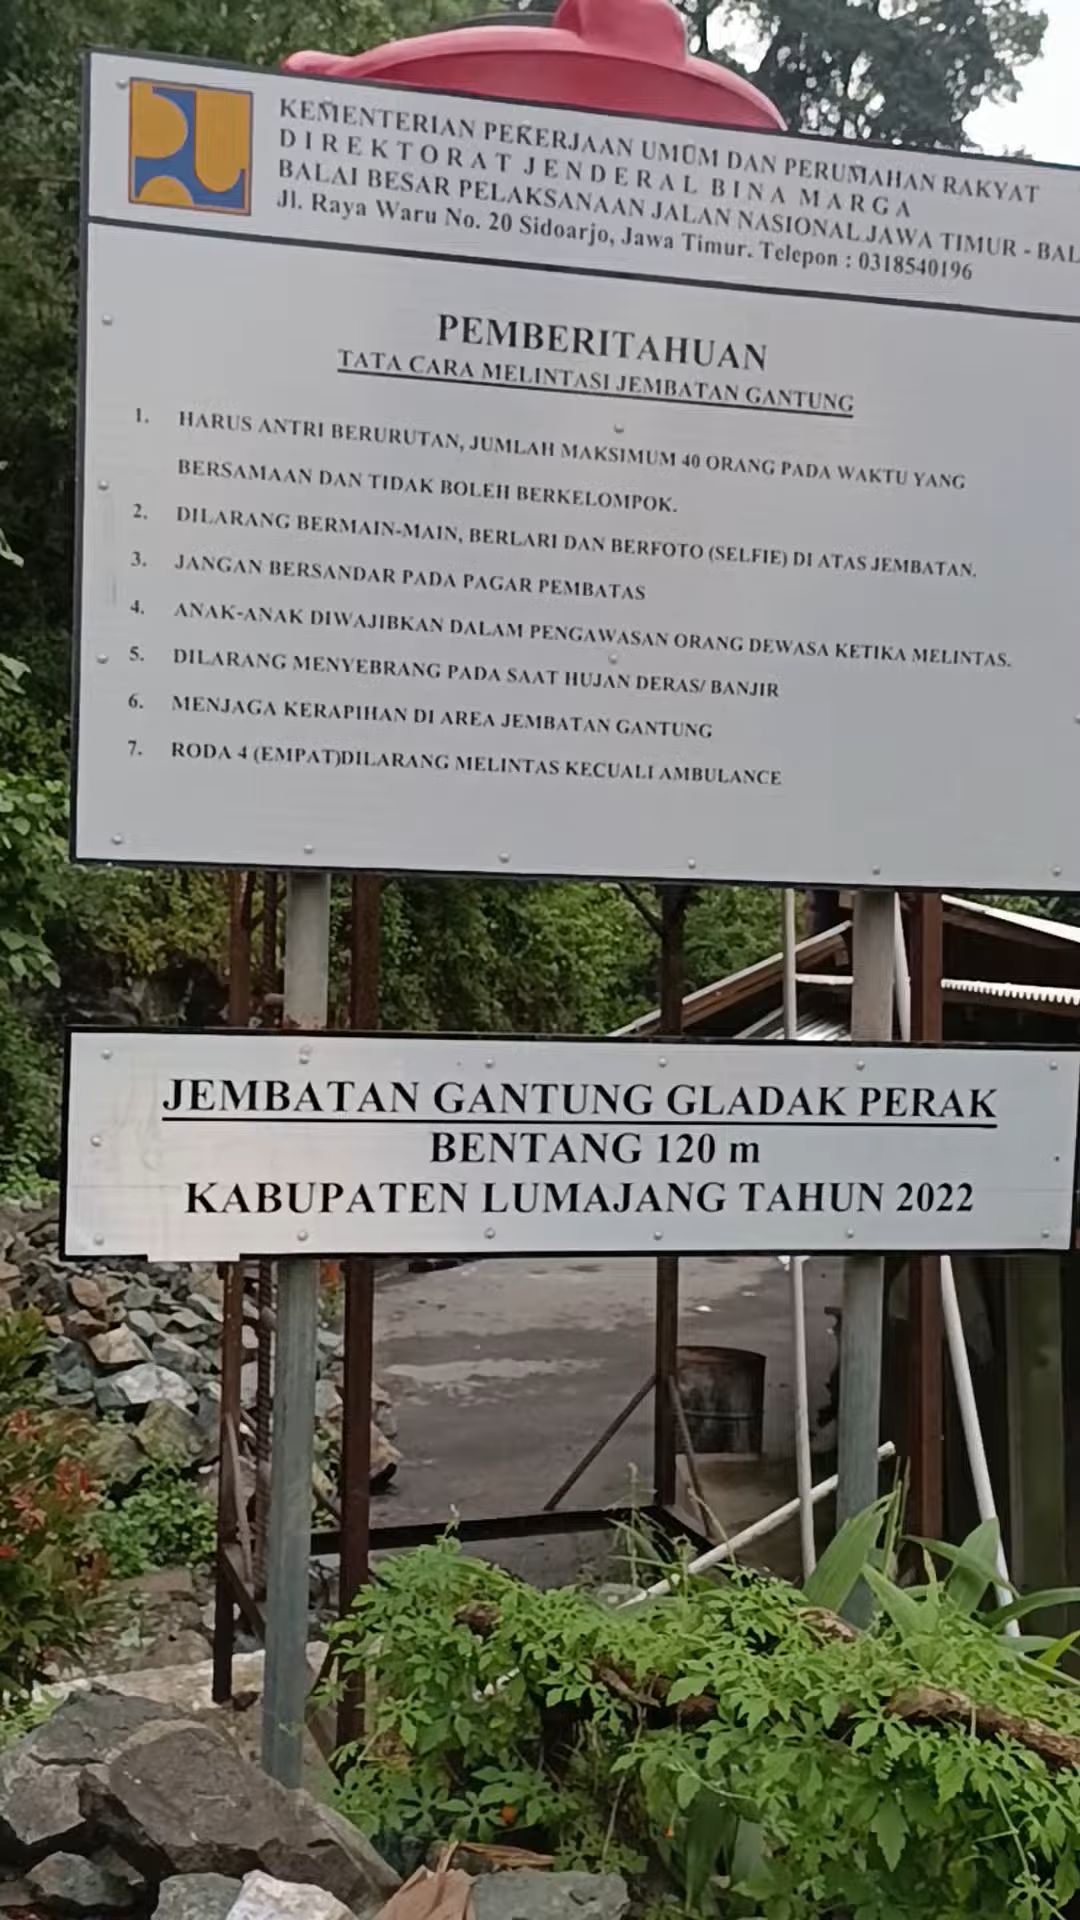 KEMENTERIAN PEKERJAAN UMUM DAN PERUMAHAN RAKYAT
DIREKTORAT JENDERAL BINA MARGA
BALAI BESAR PELAKSANAAN JALAN NASIONAL JAWA TIMUR - BAL
Jl. Raya Waru No. 20 Sidoarjo, Jawa Timur. Telepon : 0318540196
PEMBERITAHUAN
TATA CARA MELINTASI JEMBATAN GANTUNG
1. HARUS ANTRI BERURUTAN, JUMLAH MAKSIMUM 40 ORANG PADA WAKTU YANG
BERSAMAAN DAN TIDAK BOLEH BERKELOMPOK.
2. DILARANG BERMAIN-MAIN, BERLARI DAN BERFOTO (SELFIE) DI ATAS JEMBATAN.
3. JANGAN BERSANDAR PADA PAGAR PEMBATAS
4. ANAK-ANAK DIWAJIBKAN DALAM PENGAWASAN ORANG DEWASA KETIKA MELINTAS.
5. DILARANG MENYEBRANG PADA SAAT HUJAN DERAS/ BANJIR
6. MENJAGA KERAPIHAN DI AREA JEMBATAN GANTUNG
7. RODA 4 (EMPAT)DILARANG MELINTAS KECUALI AMBULANCE
JEMBATAN GANTUNG GLADAK PERAK
BENTANG 120 m
KABUPATEN LUMAJANG TAHUN 2022